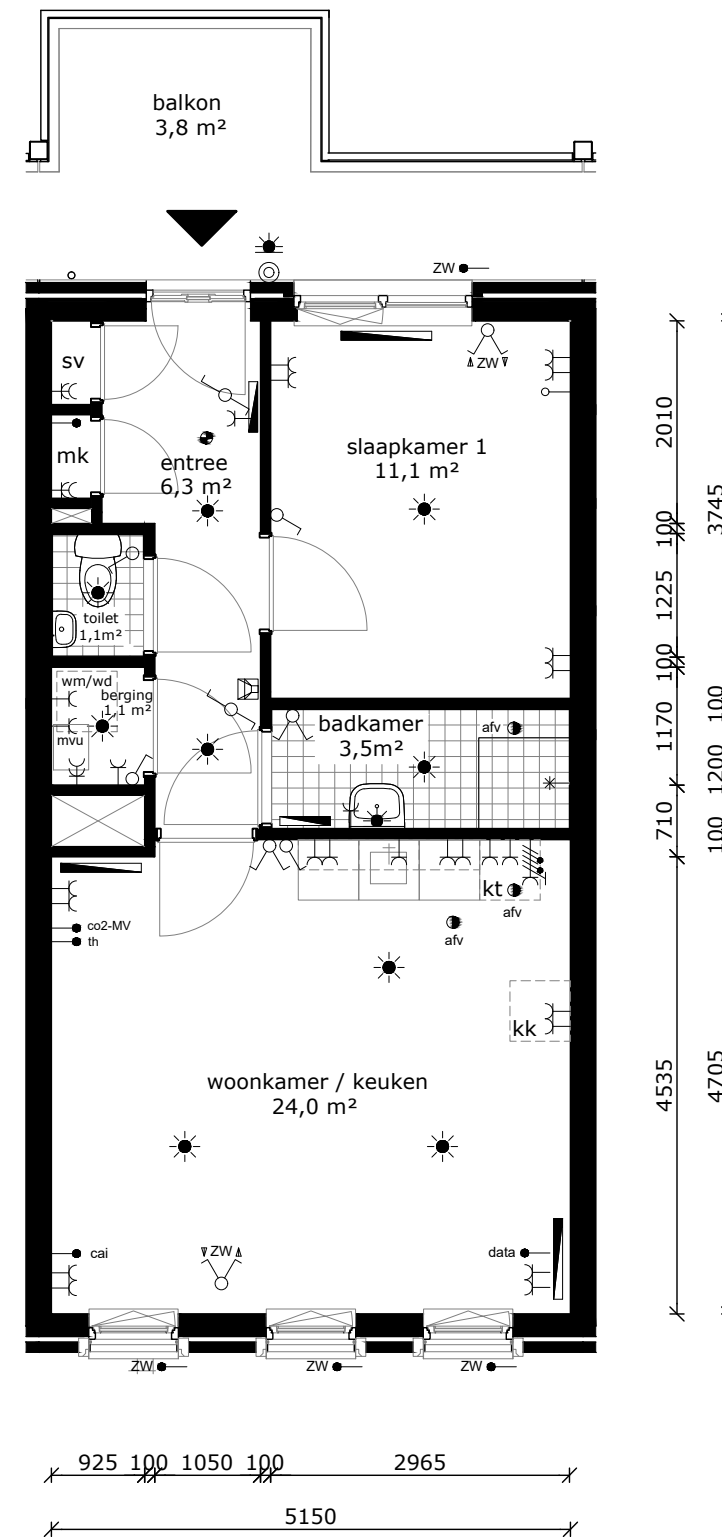 balkon
3,8 m²
ZW
sv
ZW
mk
entree
6,3 m²
slaapkamer 1
11,1 m²
toilet
1,1m²
wm/wd
berging
1,1 m²
mvu
badkamer
3,5m²
afv
kt
afv
afv
co2-MV
th
kk
woonkamer / keuken
24,0 m²
cai
ZW
data
ZW
ZW
ZW
2010
100
1225
100
1170
710
4535
3745
100
1200
100
4705
925 100 1050 100 2965
5150